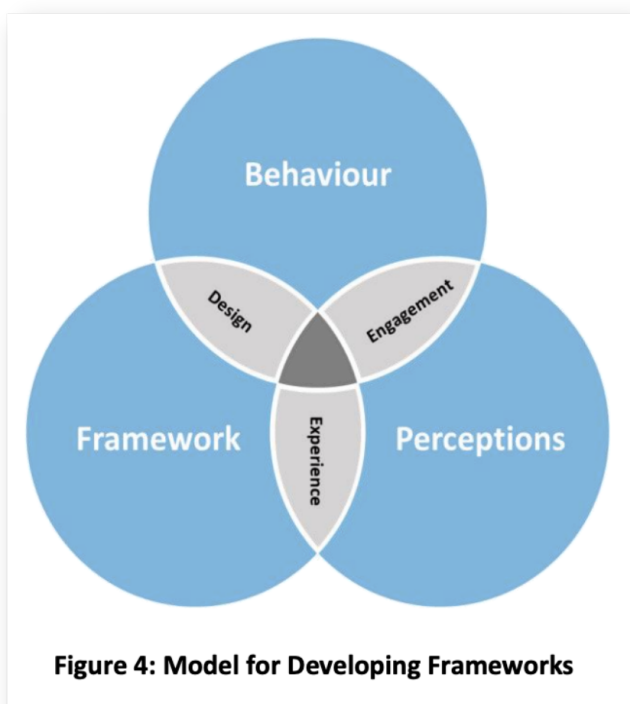 Behaviour
Design
Engagement
Framework
Experience
Perceptions
Figure 4: Model for Developing Frameworks